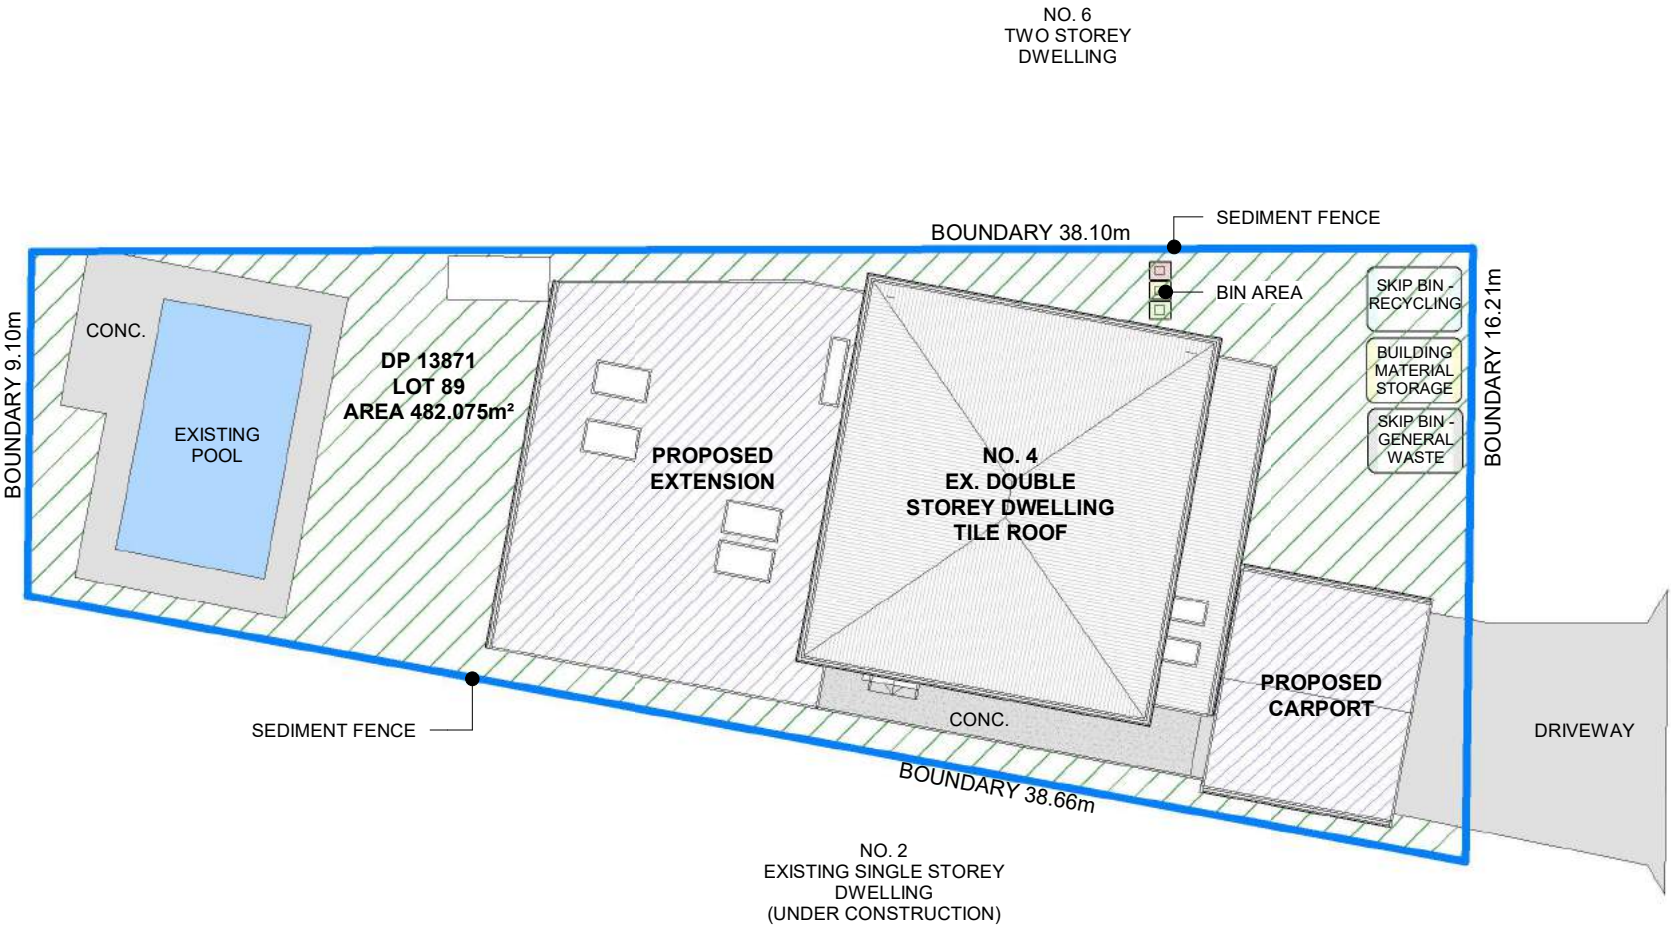 NO. 6
TWO STOREY
DWELLING
SEDIMENT FENCE
BOUNDARY 38.10m
BIN AREA
SKIP BIN -
RECYCLING
BUILDING
MATERIAL
STORAGE
SKIP BIN -
GENERAL
WASTE
BOUNDARY 16.21m
BOUNDARY 9.10m
CONC.
EXISTING
POOL
DP 13871
LOT 89
AREA 482.075m²
PROPOSED
EXTENSION
NO. 4
EX. DOUBLE
STOREY DWELLING
TILE ROOF
PROPOSED
CARPORT
CONC.
DRIVEWAY
SEDIMENT FENCE
BOUNDARY 38.66m
NO. 2
EXISTING SINGLE STOREY
DWELLING
(UNDER CONSTRUCTION)